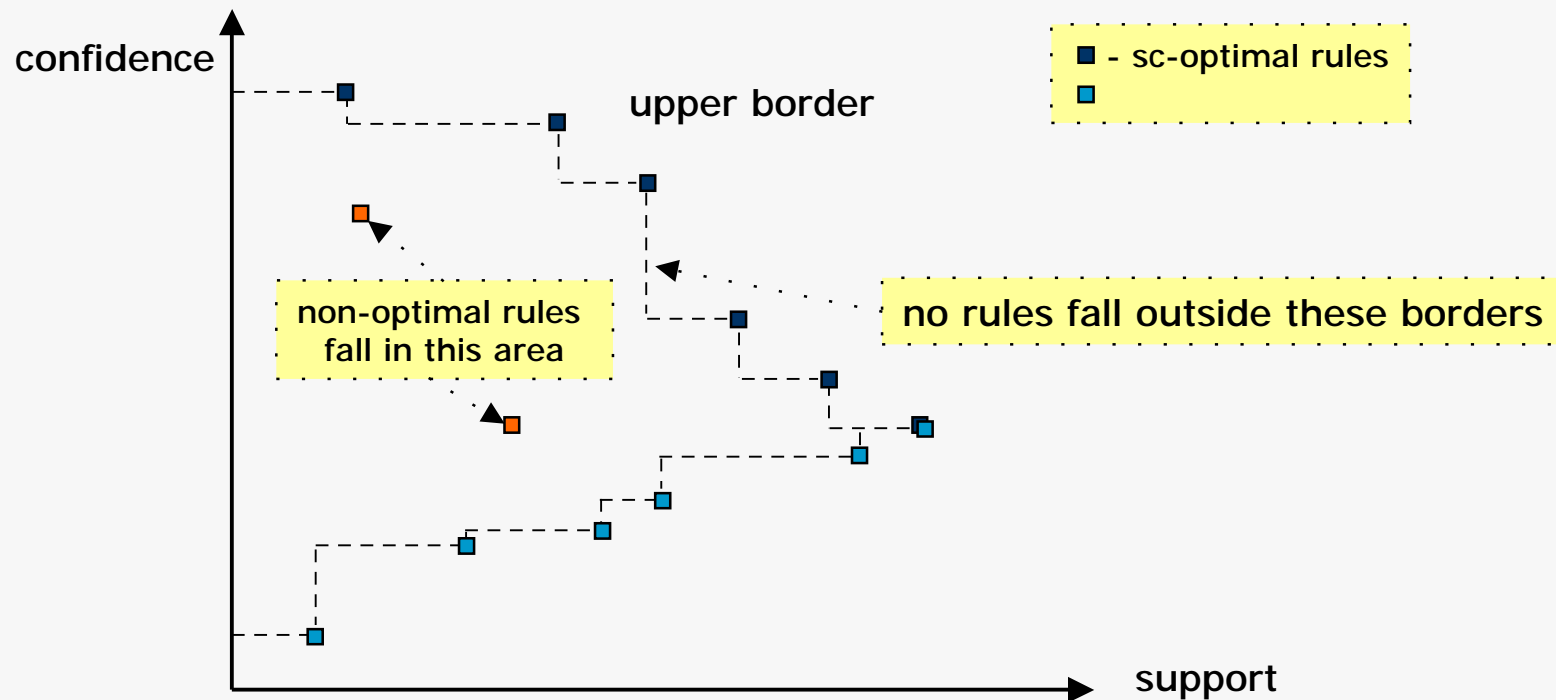 confidence
- sc-optimal rules
upper border
non-optimal rules
fall in this area
no rules fall outside these borders
support